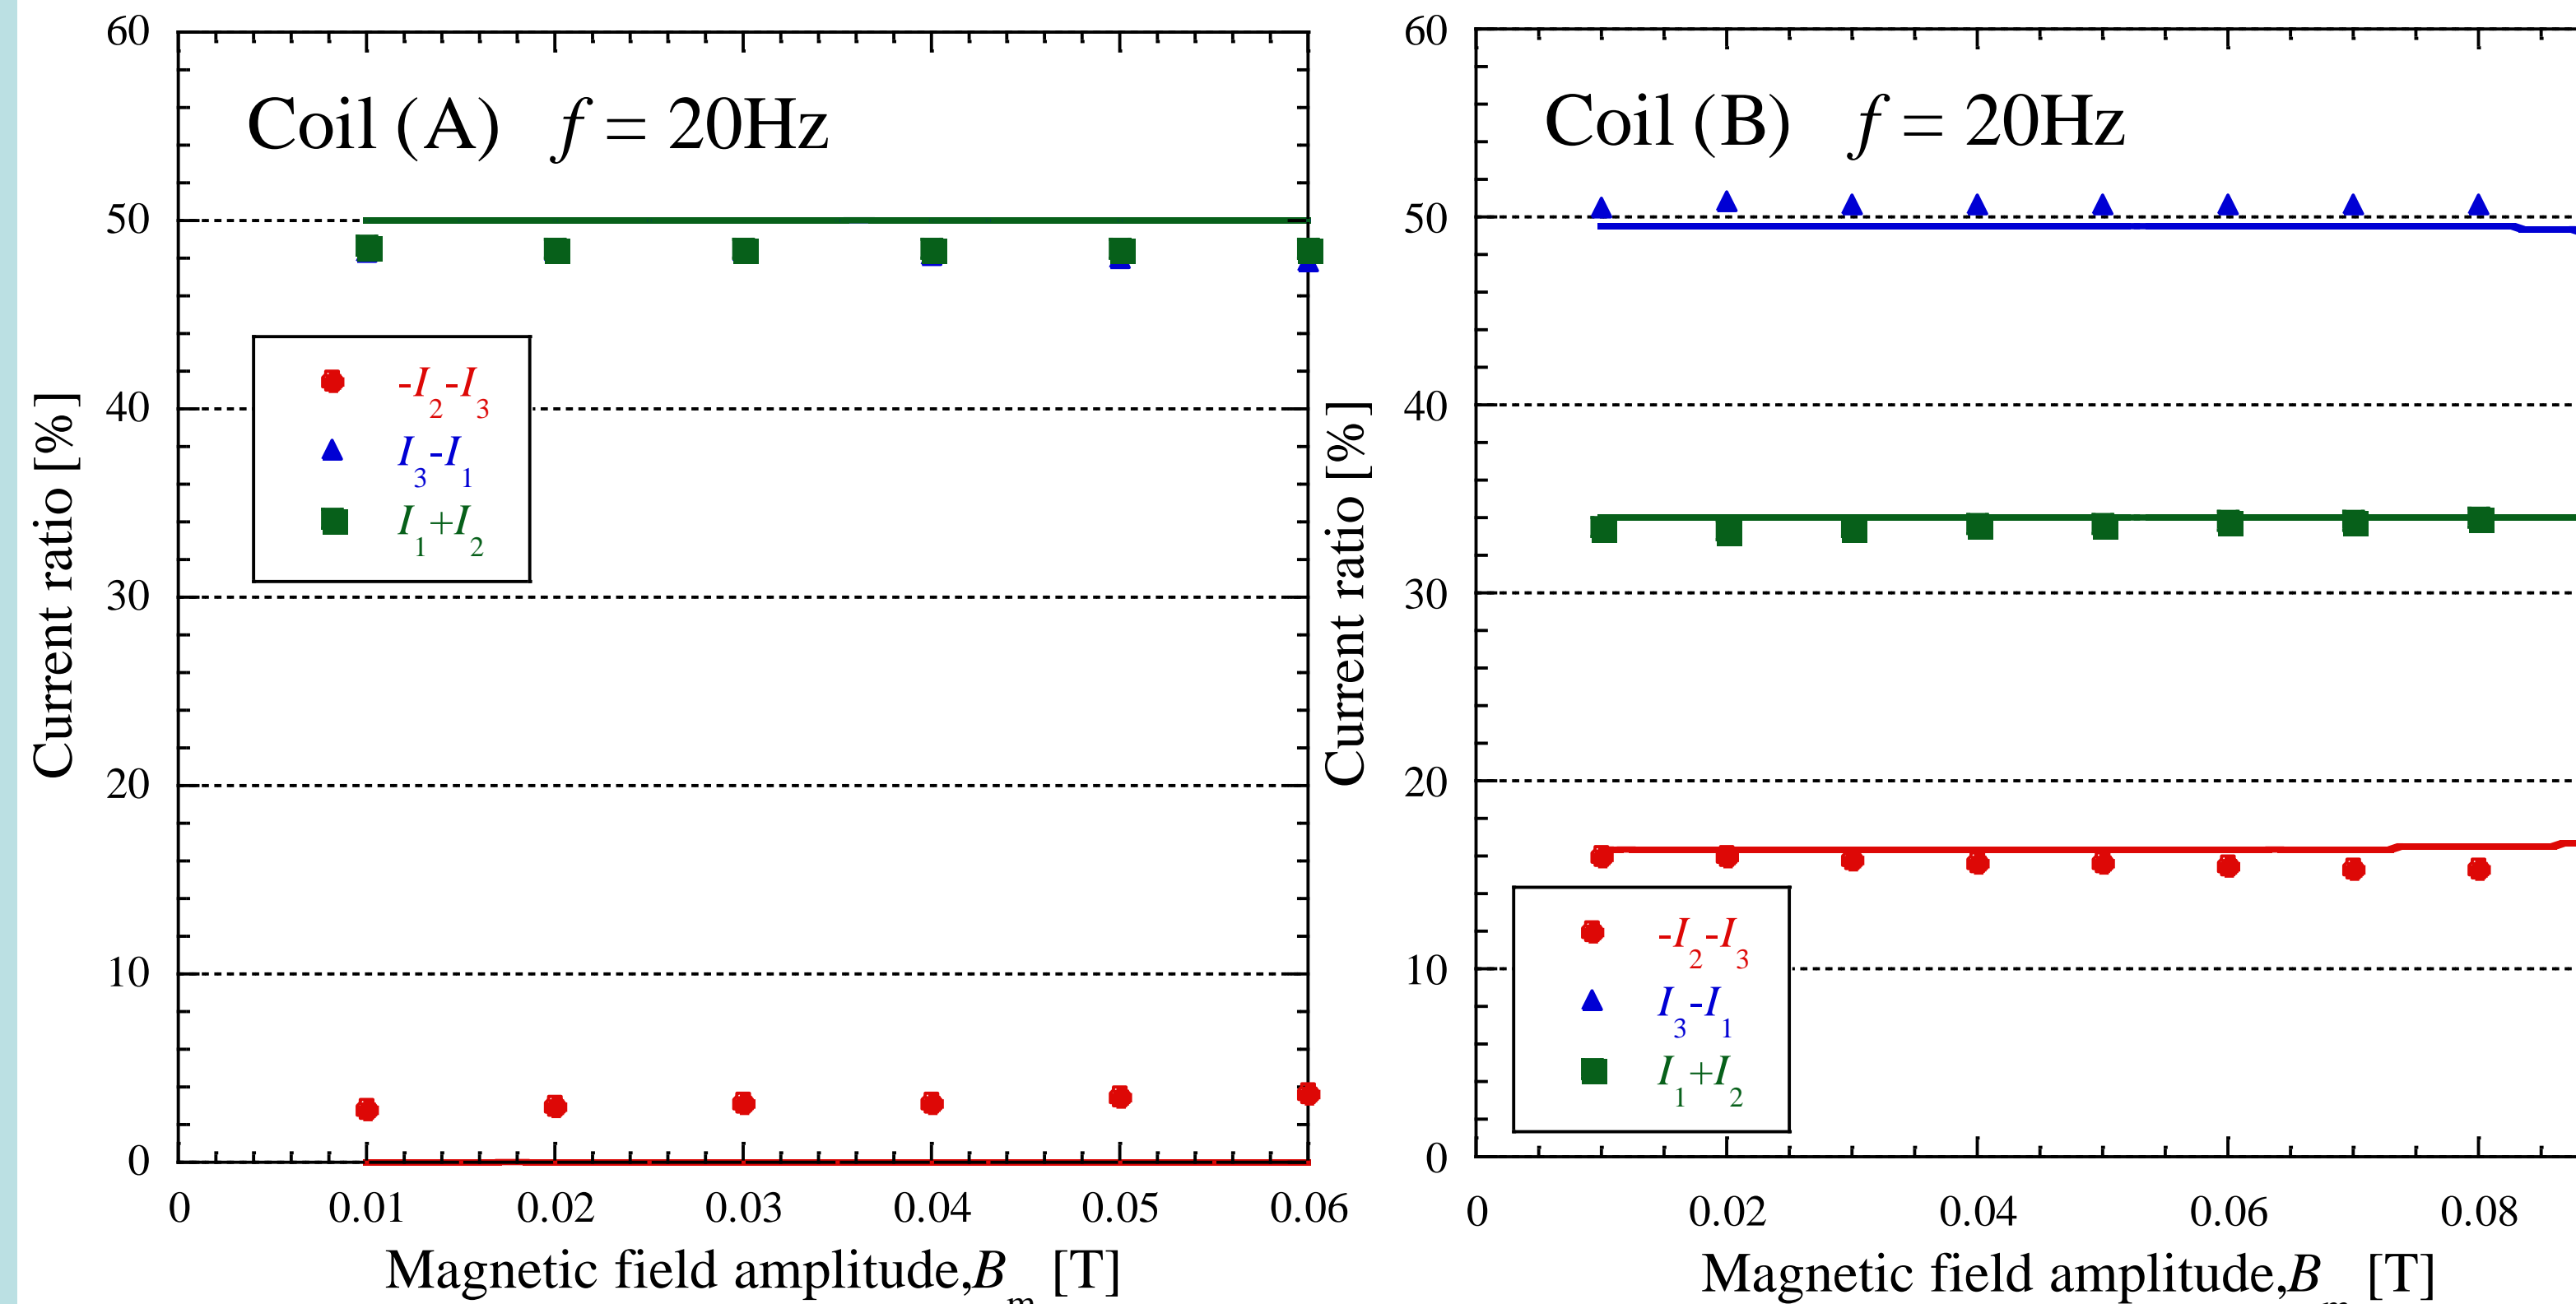 60
50
40
30
20
10
0
Current ratio [%]
Coil (A) f = 20Hz
-I2-I3
I3-I1
I1+I2
0 0.01 0.02 0.03 0.04 0.05 0.06
Magnetic field amplitude,Bm [T]
60
50
40
30
20
10
0
Current ratio [%]
Coil (B) f = 20Hz
-I2-I3
I3-I1
I1+I2
0 0.02 0.04 0.06 0.08
Magnetic field amplitude,Bm [T]